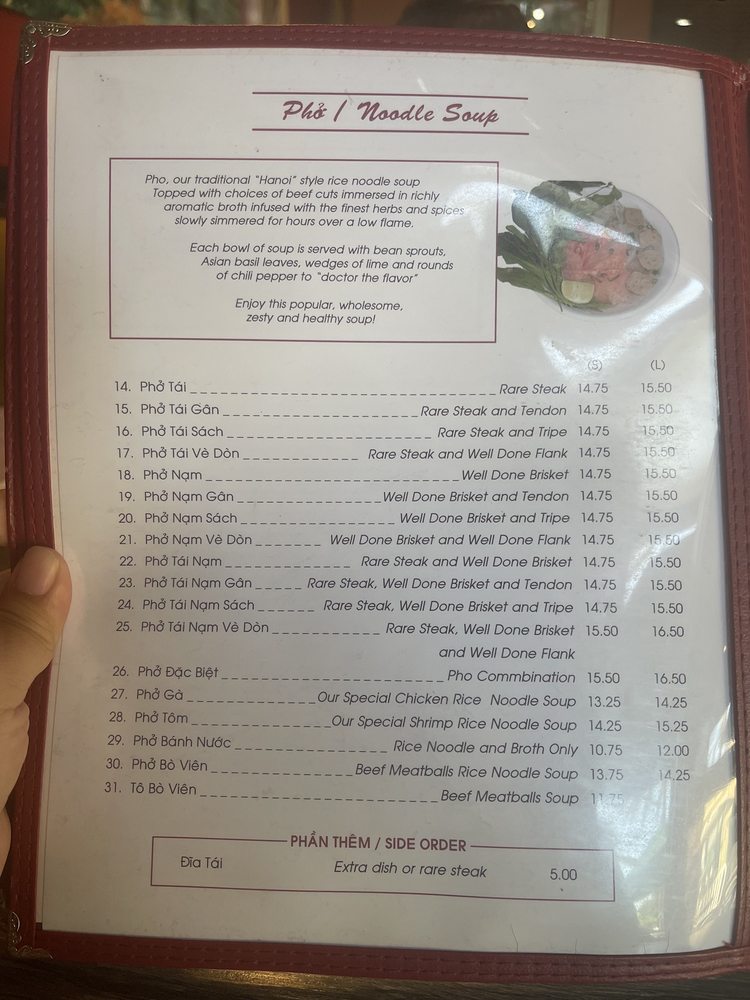 Phở / Noodle Soup
Pho, our traditional "Hanoi" style rice noodle soup
Topped with choices of beef cuts immersed in richly
aromatic broth infused with the finest herbs and spices
slowly simmered for hours over a low flame.
Each bowl of soup is served with bean sprouts,
Asian basil leaves, wedges of lime and rounds
of chili pepper to "doctor the flavor"
Enjoy this popular, wholesome,
zesty and healthy soup!
(S) (L)
14. Phở Tái Rare Steak 14.75 15.50
15. Phở Tái Gân Rare Steak and Tendon 14.75 15.50
16. Phở Tái Sách Rare Steak and Tripe 14.75 15.50
17. Phở Tái Vè Dòn Rare Steak and Well Done Flank 14.75 15.50
18. Phở Nạm Well Done Brisket 14.75 15.50
19. Phở Nạm Gân Well Done Brisket and Tendon 14.75 15.50
20. Phở Nạm Sách Well Done Brisket and Tripe 14.75 15.50
21. Phở Nạm Vè Dòn Well Done Brisket and Well Done Flank 14.75 15.50
22. Phở Tái Nạm Rare Steak and Well Done Brisket 14.75 15.50
23. Phở Tái Nạm Gân Rare Steak, Well Done Brisket and Tendon 14.75 15.50
24. Phở Tái Nạm Sách Rare Steak, Well Done Brisket and Tripe 14.75 15.50
25. Phở Tái Nạm Vè Dòn Rare Steak, Well Done Brisket 15.50 16.50
and Well Done Flank
26. Phở Đặc Biệt Pho Commbination 15.50 16.50
27. Phở Gà Our Special Chicken Rice Noodle Soup 13.25 14.25
28. Phở Tôm Our Special Shrimp Rice Noodle Soup 14.25 15.25
29. Phở Bánh Nước Rice Noodle and Broth Only 10.75 12.00
30. Phở Bò Viên Beef Meatballs Rice Noodle Soup 13.75 14.25
31. Tô Bò Viên Beef Meatballs Soup 11.75
PHẦN THÊM / SIDE ORDER
Đĩa Tái Extra dish or rare steak 5.00